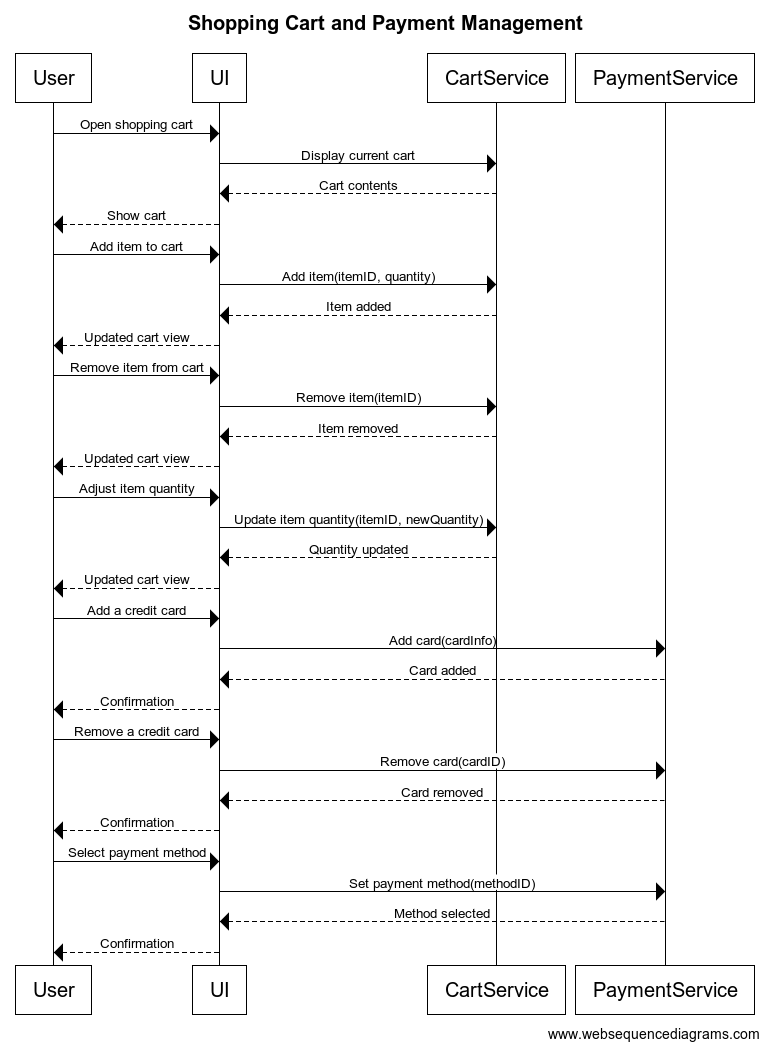 Shopping Cart and Payment Management
User
UI
CartService
PaymentService
Open shopping cart
Display current cart
Cart contents
Show cart
Add item to cart
Add item(itemID, quantity)
Item added
Updated cart view
Remove item from cart
Remove item(itemID)
Item removed
Updated cart view
Adjust item quantity
Update item quantity(itemID, newQuantity)
Quantity updated
Updated cart view
Add a credit card
Add card(cardInfo)
Card added
Confirmation
Remove a credit card
Remove card(cardID)
Card removed
Confirmation
Select payment method
Set payment method(methodID)
Method selected
Confirmation
User
UI
CartService
PaymentService
www.websequencediagrams.com